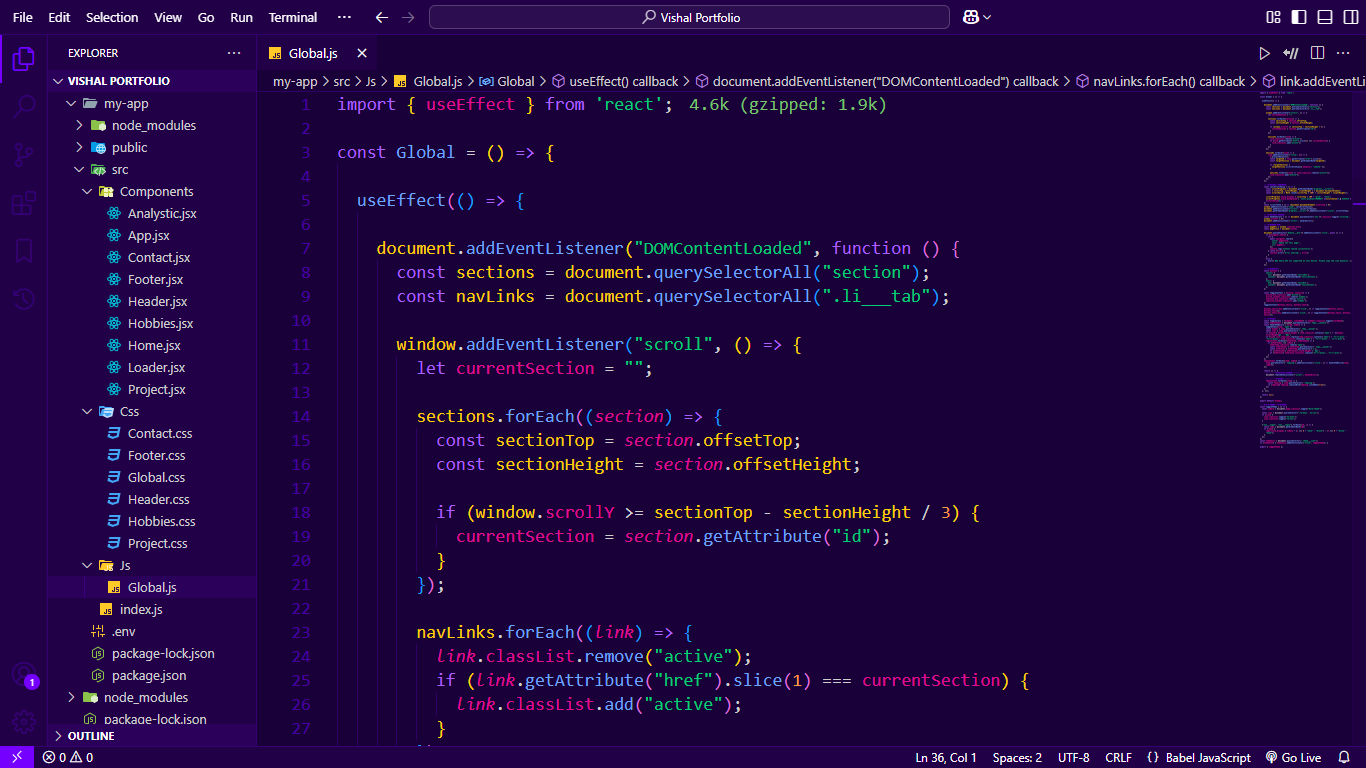 File Edit Selection View Go Run Terminal ··· Vishal Portfolio
EXPLORER ···
VISHAL PORTFOLIO
my-app
node_modules
public
src
Components
Analystic.jsx
App.jsx
Contact.jsx
Footer.jsx
Header.jsx
Hobbies.jsx
Home.jsx
Loader.jsx
Project.jsx
Css
Contact.css
Footer.css
Global.css
Header.css
Hobbies.css
Project.css
Js
JS Global.js
JS index.js
.env
package-lock.json
package.json
node_modules
package-lock.json
OUTLINE
1
JS Global.js
my-app > src > Js > JS Global.js > Global > useEffect() callback > document.addEventListener("DOMContentLoaded") callback > navLinks.forEach() callback > link.addEventLi
1 import { useEffect } from 'react'; 4.6k (gzipped: 1.9k)
2
3 const Global = () => {
4
5 useEffect(() => {
6
7 document.addEventListener("DOMContentLoaded", function () {
8 const sections = document.querySelectorAll("section");
9 const navLinks = document.querySelectorAll(".li___tab");
10
11 window.addEventListener("scroll", () => {
12 let currentSection = "";
13
14 sections.forEach((section) => {
15 const sectionTop = section.offsetTop;
16 const sectionHeight = section.offsetHeight;
17
18 if (window.scrollY >= sectionTop - sectionHeight / 3) {
19 currentSection = section.getAttribute("id");
20 }
21 });
22
23 navLinks.forEach((link) => {
24 link.classList.remove("active");
25 if (link.getAttribute("href").slice(1) === currentSection) {
26 link.classList.add("active");
27 }
0 0 Ln 36, Col 1 Spaces: 2 UTF-8 CRLF {} Babel JavaScript Go Live